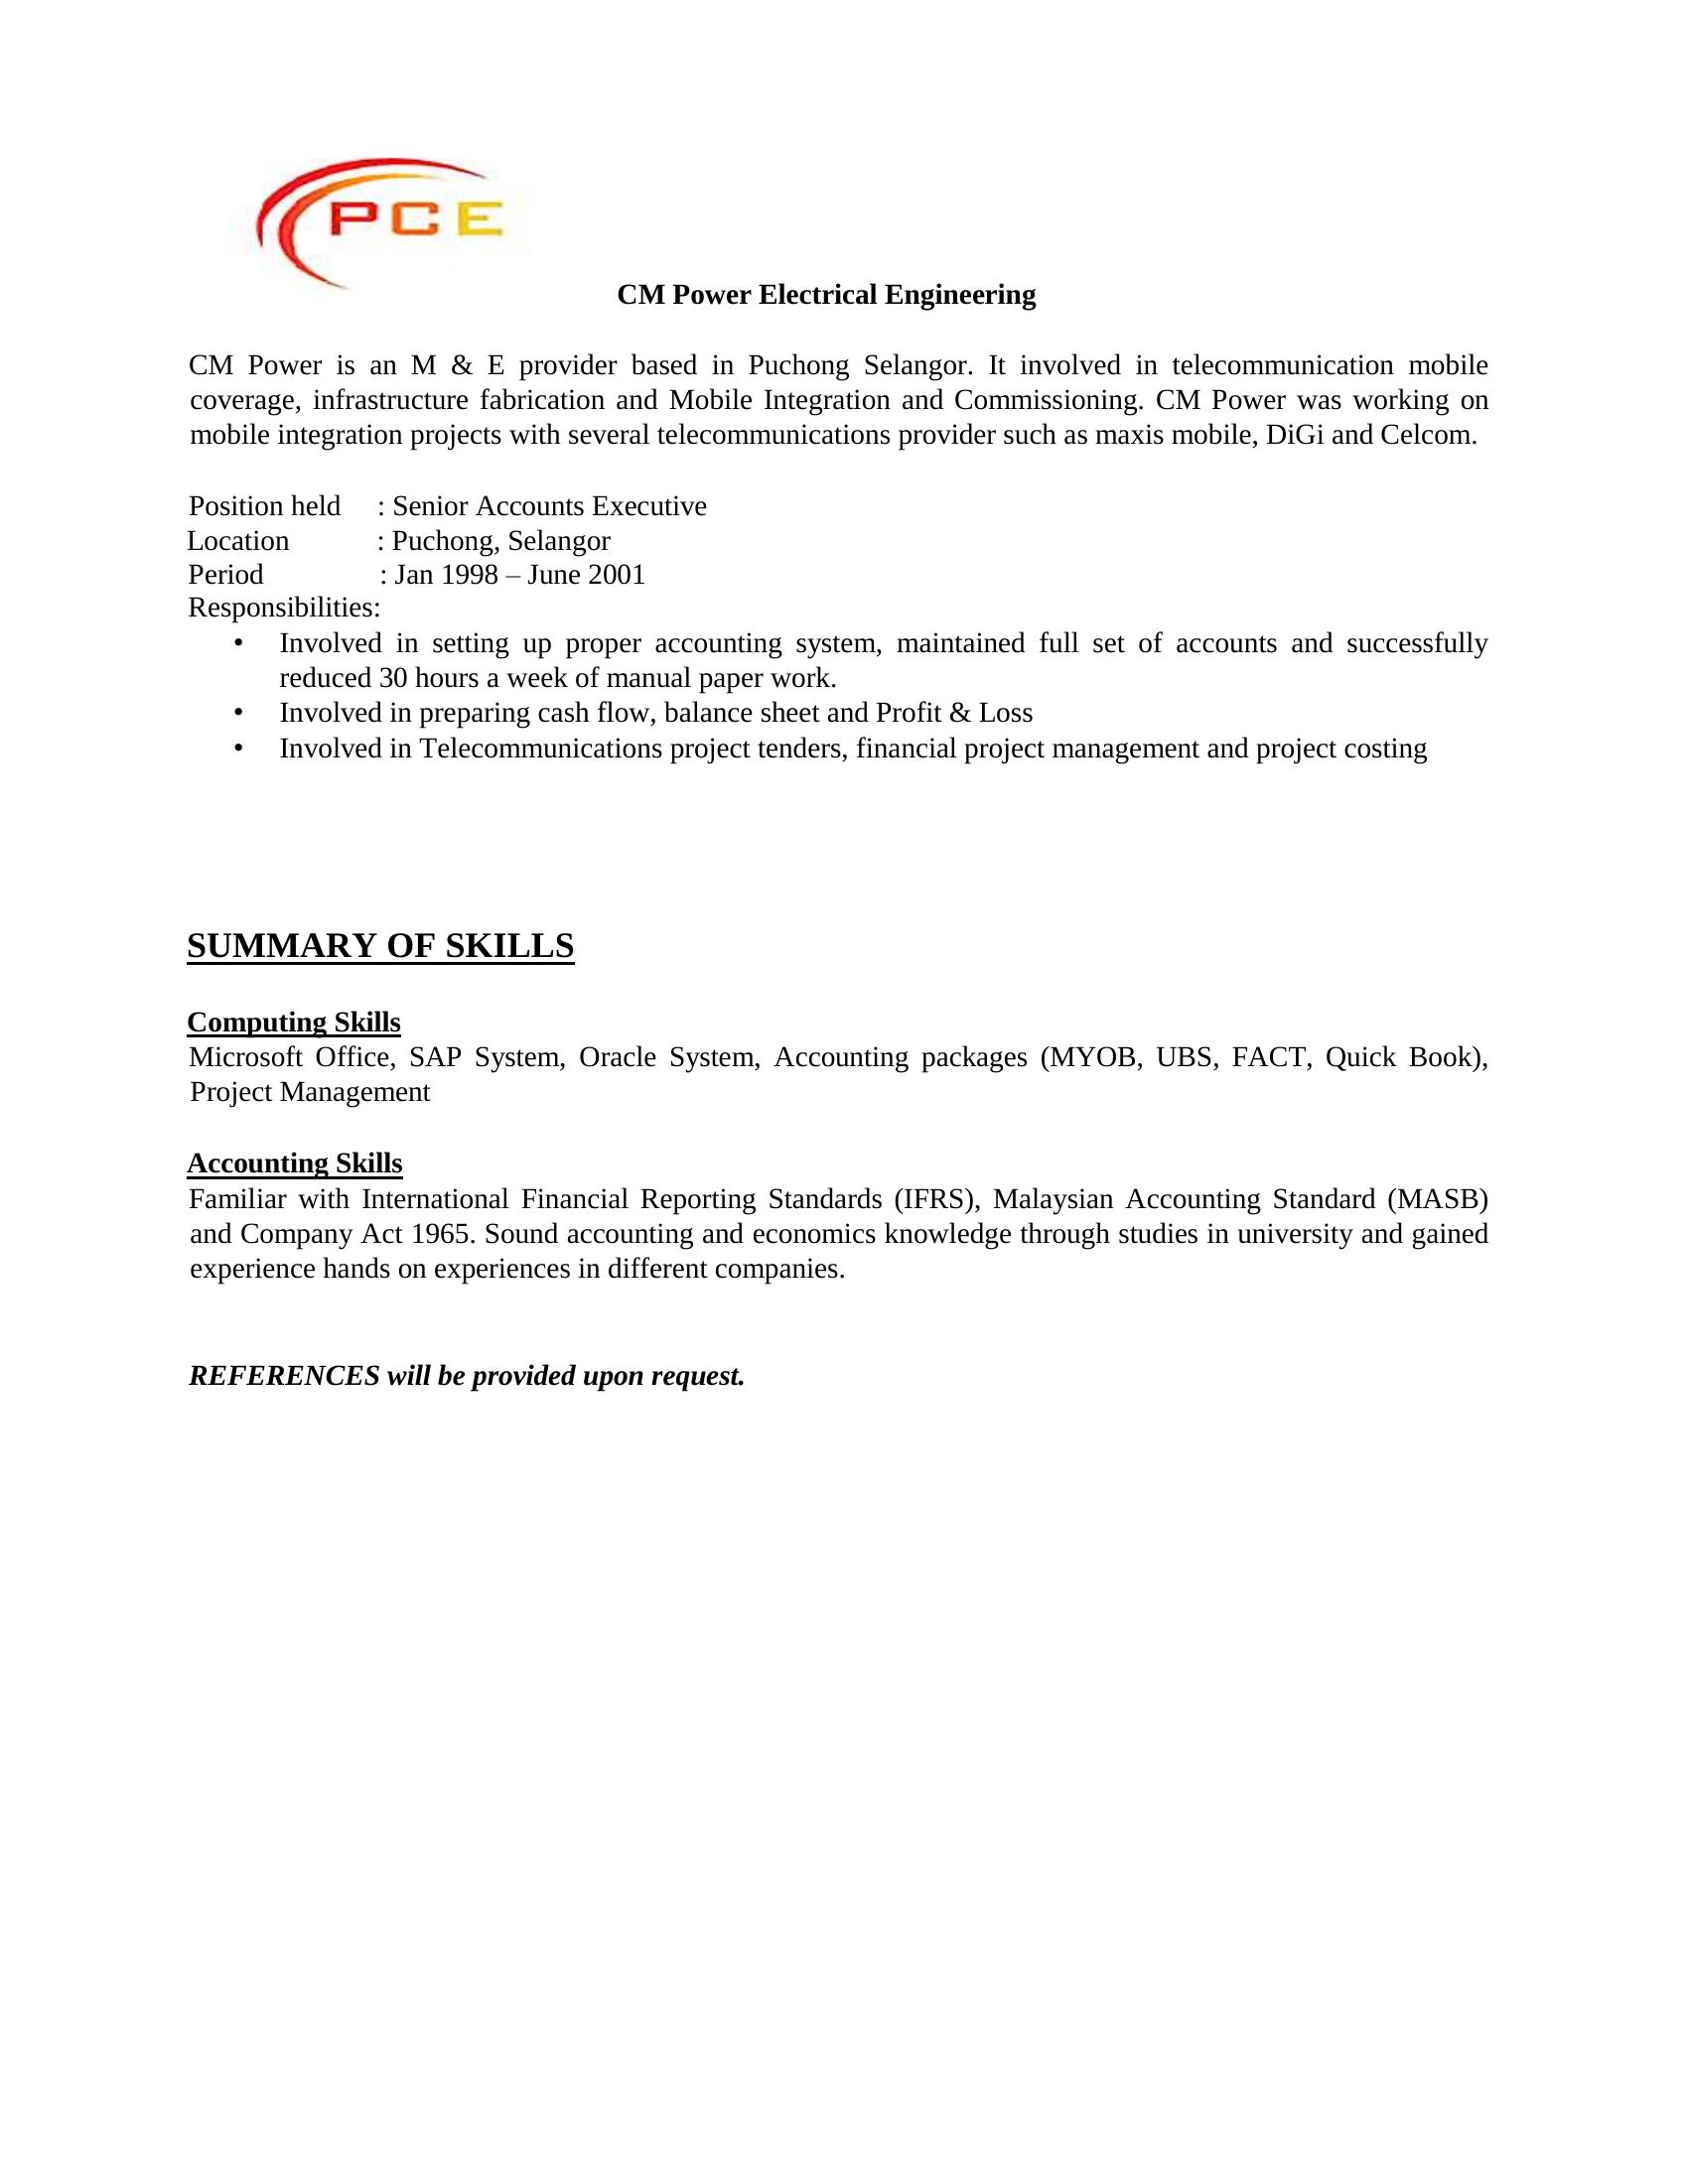 PCE
CM Power Electrical Engineering
CM Power is an M & E provider based in Puchong Selangor. It involved in telecommunication mobile
coverage, infrastructure fabrication and Mobile Integration and Commissioning. CM Power was working on
mobile integration projects with several telecommunications provider such as maxis mobile, DiGi and Celcom.
Position held : Senior Accounts Executive
Location : Puchong, Selangor
Period : Jan 1998 – June 2001
Responsibilities:
• Involved in setting up proper accounting system, maintained full set of accounts and successfully
reduced 30 hours a week of manual paper work.
• Involved in preparing cash flow, balance sheet and Profit & Loss
• Involved in Telecommunications project tenders, financial project management and project costing
SUMMARY OF SKILLS
Computing Skills
Microsoft Office, SAP System, Oracle System, Accounting packages (MYOB, UBS, FACT, Quick Book),
Project Management
Accounting Skills
Familiar with International Financial Reporting Standards (IFRS), Malaysian Accounting Standard (MASB)
and Company Act 1965. Sound accounting and economics knowledge through studies in university and gained
experience hands on experiences in different companies.
REFERENCES will be provided upon request.